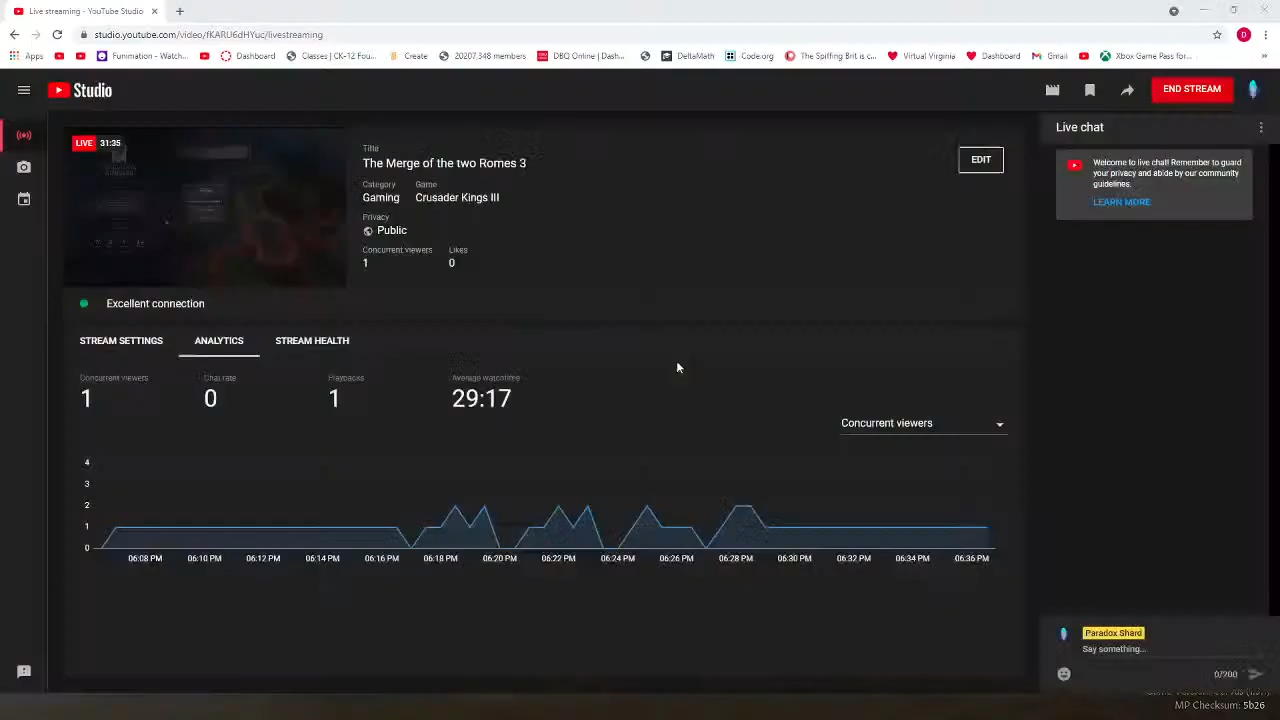 Live streaming - YouTube Studio
studio.youtube.com/video/fKARU6dHYuc/livestreaming
D
Apps
Funimation - Watch...
Dashboard
Classes | CK-12 Fou...
Create
20207,348 members
DBQ Online | Dash...
DeltaMath
Code.org
The Spiffing Brit is c...
Virtual Virginia
Dashboard
Gmail
Xbox Game Pass for...
Studio
END STREAM
LIVE 31:35
Title
The Merge of the two Romes 3
EDIT
Category Game
Gaming Crusader Kings III
Privacy
Public
Concurrent viewers Likes
1 0
Excellent connection
STREAM SETTINGS ANALYTICS STREAM HEALTH
Concurrent viewers Chat rate Playbacks Average watchtime
1 0 1 29:17
Concurrent viewers
4
3
2
1
0
06:08 PM 06:10 PM 06:12 PM 06:14 PM 06:16 PM 06:18 PM 06:20 PM 06:22 PM 06:24 PM 06:26 PM 06:28 PM 06:30 PM 06:32 PM 06:34 PM 06:36 PM
Live chat
Welcome to live chat! Remember to guard
your privacy and abide by our community
guidelines.
LEARN MORE
Paradox Shard
Say something...
0/200
MP Checksum: 5b26